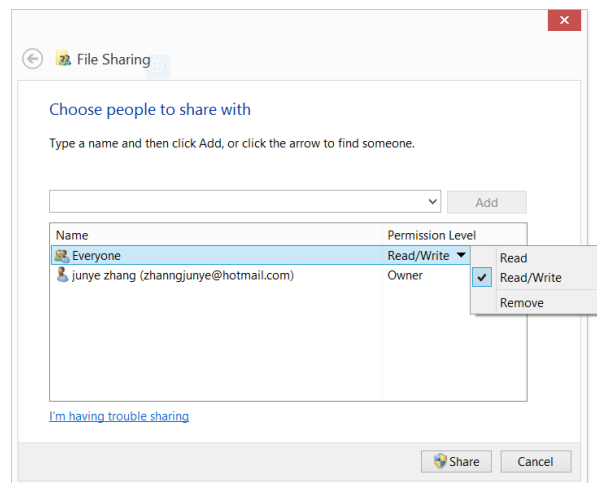 File Sharing
Choose people to share with
Type a name and then click Add, or click the arrow to find someone.
Add
Name Permission Level
Everyone Read/Write
junye zhang (zhanngjunye@hotmail.com) Owner
Read
Read/Write
Remove
I'm having trouble sharing
Share Cancel